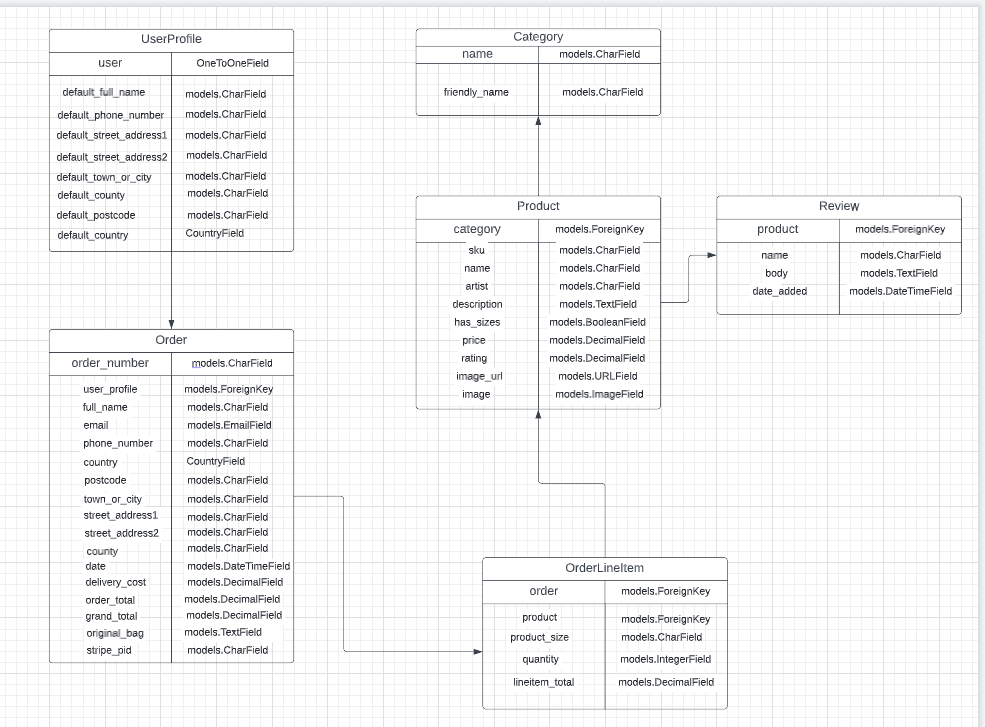 UserProfile
user OneToOneField
default_full_name models.CharField
default_phone_number models.CharField
default_street_address1 models.CharField
default_street_address2 models.CharField
default_town_or_city models.CharField
default_county models.CharField
default_postcode models.CharField
default_country CountryField
Category
name models.CharField
friendly_name models.CharField
Product
category models.ForeignKey
sku models.CharField
name models.CharField
artist models.CharField
description models.TextField
has_sizes models.BooleanField
price models.DecimalField
rating models.DecimalField
image_url models.URLField
image models.ImageField
Review
product models.ForeignKey
name models.CharField
body models.TextField
date_added models.DateTimeField
Order
order_number models.CharField
user_profile models.ForeignKey
full_name models.CharField
email models.EmailField
phone_number models.CharField
country CountryField
postcode models.CharField
town_or_city models.CharField
street_address1 models.CharField
street_address2 models.CharField
county models.CharField
date models.DateTimeField
delivery_cost models.DecimalField
order_total models.DecimalField
grand_total models.DecimalField
original_bag models.TextField
stripe_pid models.CharField
OrderLineItem
order models.ForeignKey
product models.ForeignKey
product_size models.CharField
quantity models.IntegerField
lineitem_total models.DecimalField